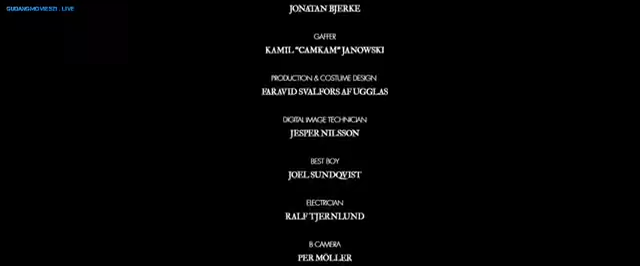 GUDANGMOVIES21.LIVE
JONATAN BJERKE
GAFFER
KAMIL "CAMKAM" JANOWSKI
PRODUCTION & COSTUME DESIGN
FARAVID SVALFORS AF UGGLAS
DIGITAL IMAGE TECHNICIAN
JESPER NILSSON
BEST BOY
JOEL SUNDQVIST
ELECTRICIAN
RALF TJERNLUND
B CAMERA
PER MÖLLER